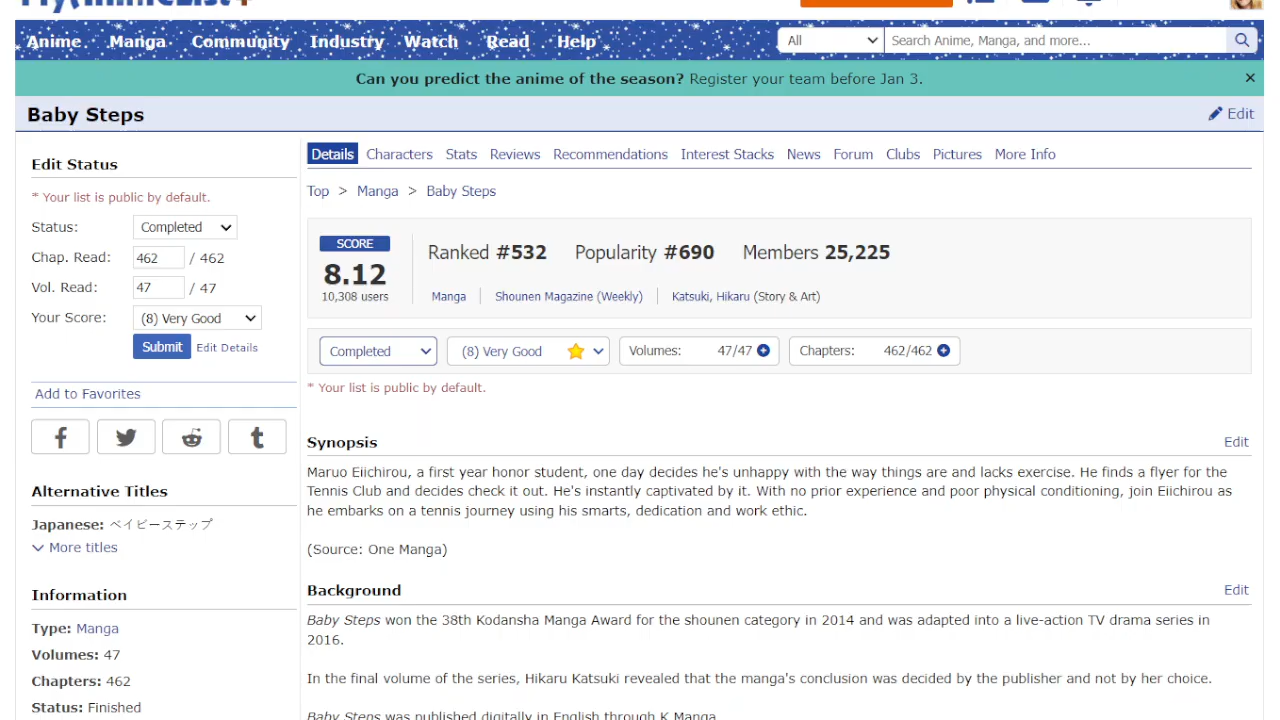 MyAnimeList
Anime Manga Community Industry Watch Read Help All Search Anime, Manga, and more...
Can you predict the anime of the season? Register your team before Jan 3. ×
Baby Steps Edit
Edit Status
* Your list is public by default.
Status: Completed
Chap. Read: 462 / 462
Vol. Read: 47 / 47
Your Score: (8) Very Good
Submit Edit Details
Add to Favorites
Alternative Titles
Japanese: ベイビーステップ
More titles
Information
Type: Manga
Volumes: 47
Chapters: 462
Status: Finished
Details Characters Stats Reviews Recommendations Interest Stacks News Forum Clubs Pictures More Info
Top > Manga > Baby Steps
SCORE
8.12
10,308 users
Ranked #532 Popularity #690 Members 25,225
Manga Shounen Magazine (Weekly) Katsuki, Hikaru (Story & Art)
Completed (8) Very Good Volumes: 47/47 Chapters: 462/462
* Your list is public by default.
Synopsis Edit
Maruo Eiichirou, a first year honor student, one day decides he's unhappy with the way things are and lacks exercise. He finds a flyer for the
Tennis Club and decides check it out. He's instantly captivated by it. With no prior experience and poor physical conditioning, join Eiichirou as
he embarks on a tennis journey using his smarts, dedication and work ethic.
(Source: One Manga)
Background Edit
Baby Steps won the 38th Kodansha Manga Award for the shounen category in 2014 and was adapted into a live-action TV drama series in
2016.
In the final volume of the series, Hikaru Katsuki revealed that the manga's conclusion was decided by the publisher and not by her choice.
Baby Steps was published digitally in English through K Manga.